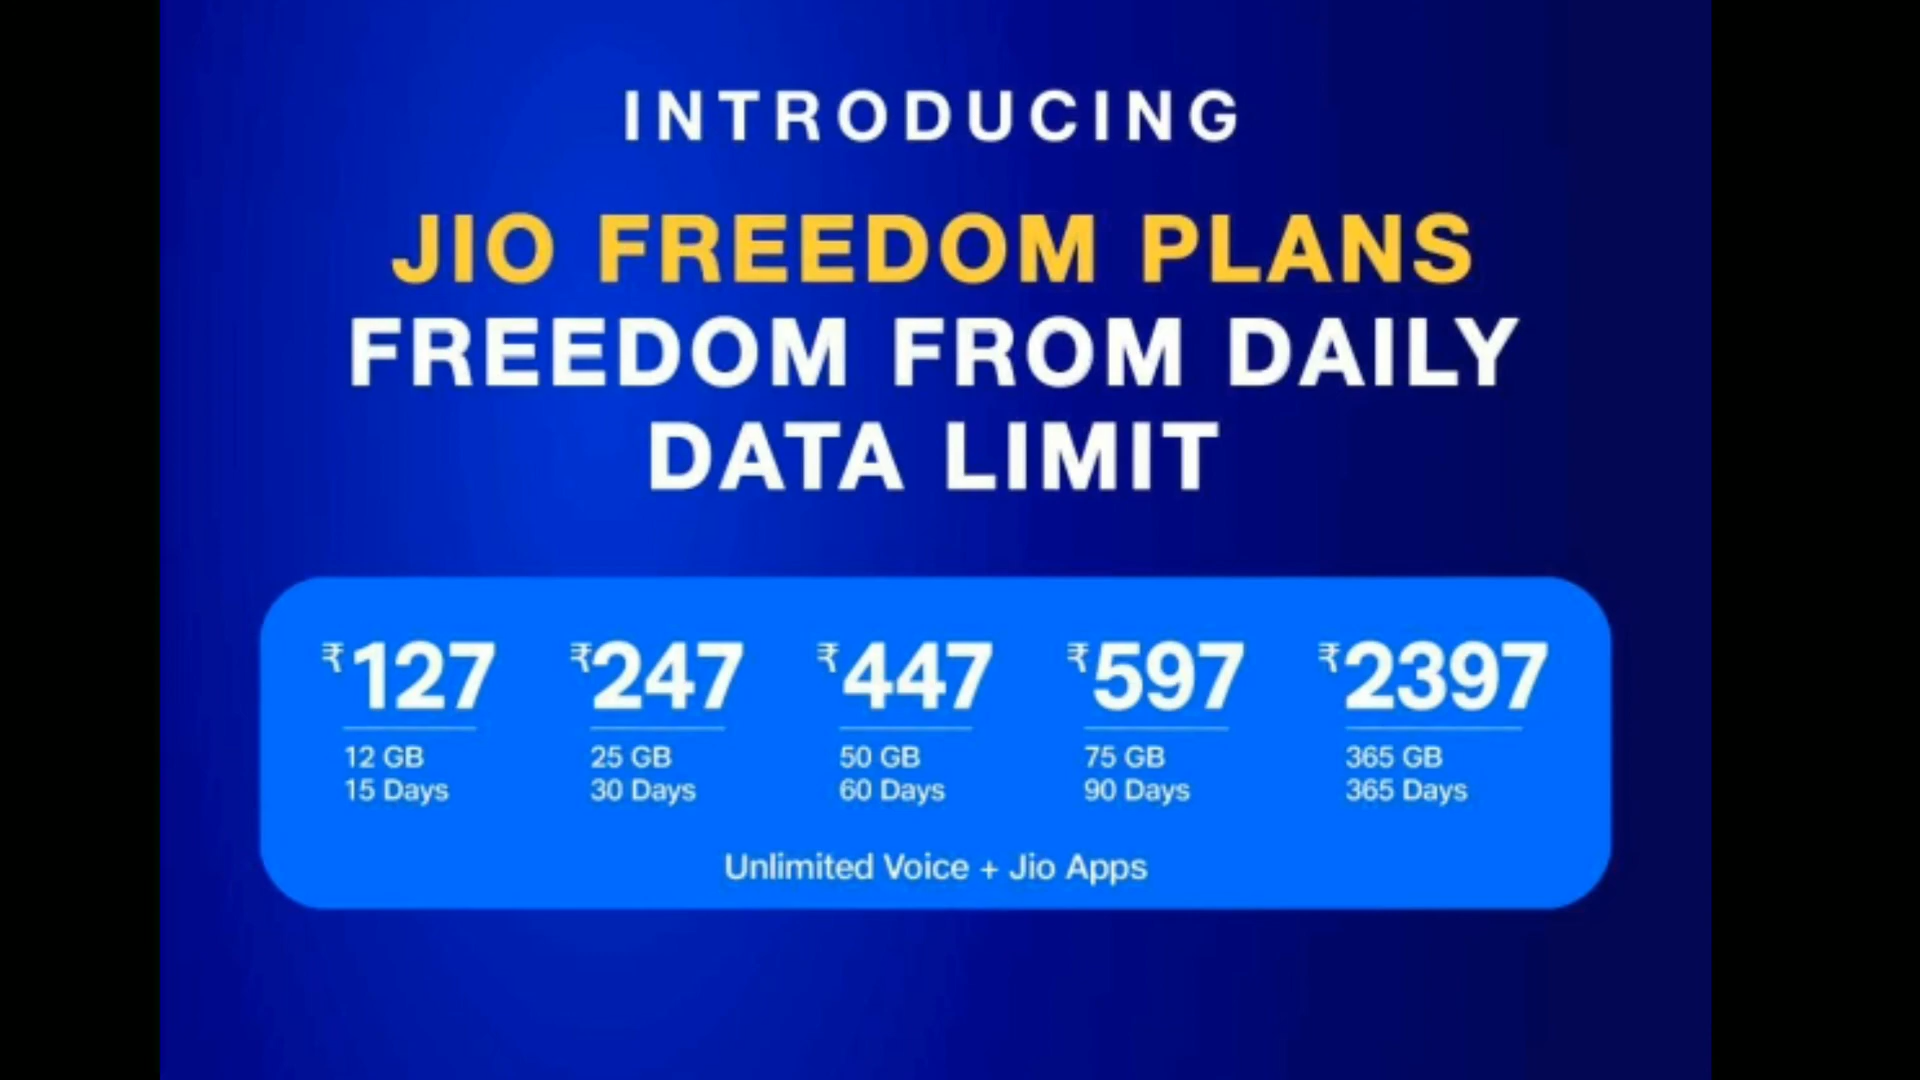 INTRODUCING
JIO FREEDOM PLANS
FREEDOM FROM DAILY
DATA LIMIT
₹127 ₹247 ₹447 ₹597 ₹2397
12 GB 25 GB 50 GB 75 GB 365 GB
15 Days 30 Days 60 Days 90 Days 365 Days
Unlimited Voice + Jio Apps